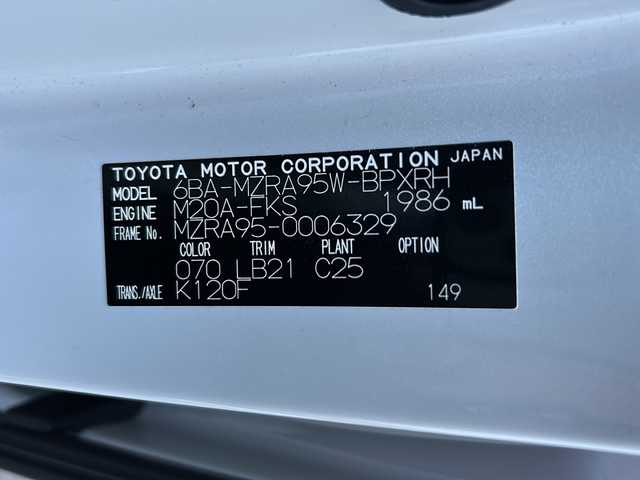 TOYOTA MOTOR CORPORATION JAPAN
MODEL 6BA-MZRA95W-BPXRH
ENGINE M20A-FKS 1986 mL
FRAME No. MZRA95-0006329
COLOR TRIM PLANT OPTION
070 LB21 C25
TRANS./AXLE K120F 149